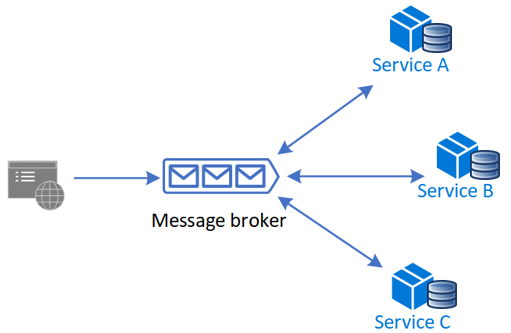 Service A
Service B
Message broker
Service C